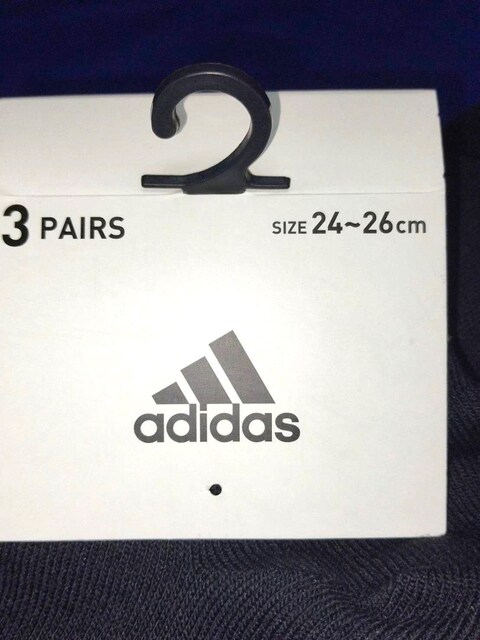 3 PAIRS
SIZE 24~26cm
adidas